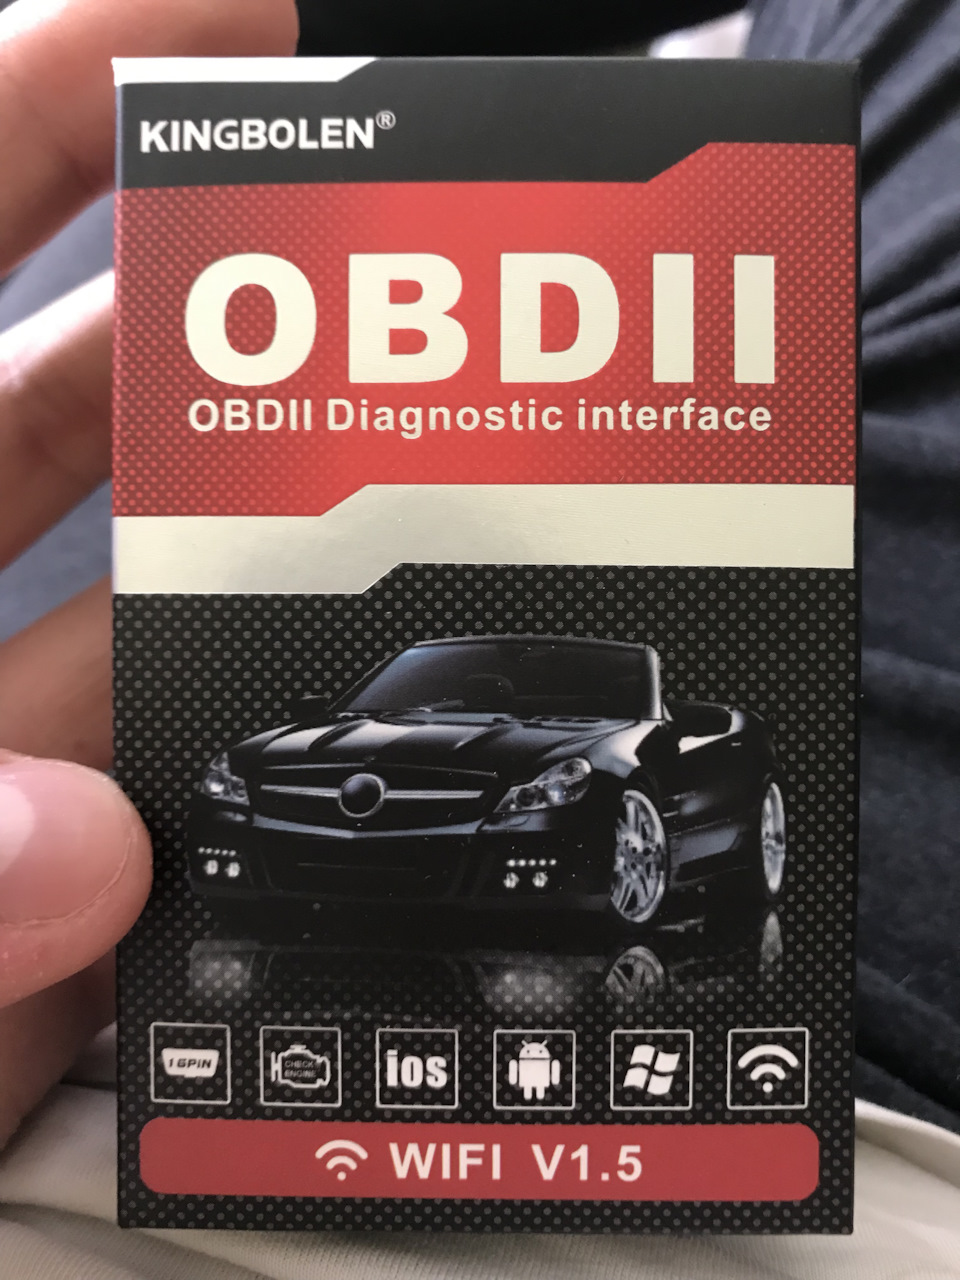 KINGBOLEN®
OBDII
OBDII Diagnostic interface
16PIN
CHECK
ENGINE
ios
WIFI V1.5